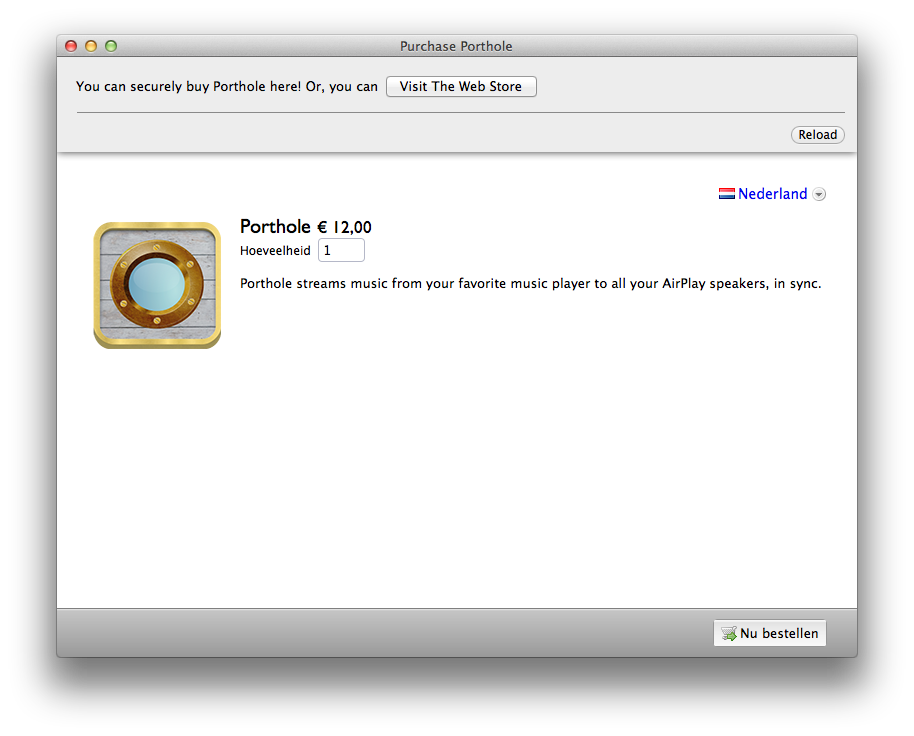 Purchase Porthole
You can securely buy Porthole here! Or, you can Visit The Web Store
Reload
Nederland
Porthole € 12,00
Hoeveelheid 1
Porthole streams music from your favorite music player to all your AirPlay speakers, in sync.
Nu bestellen